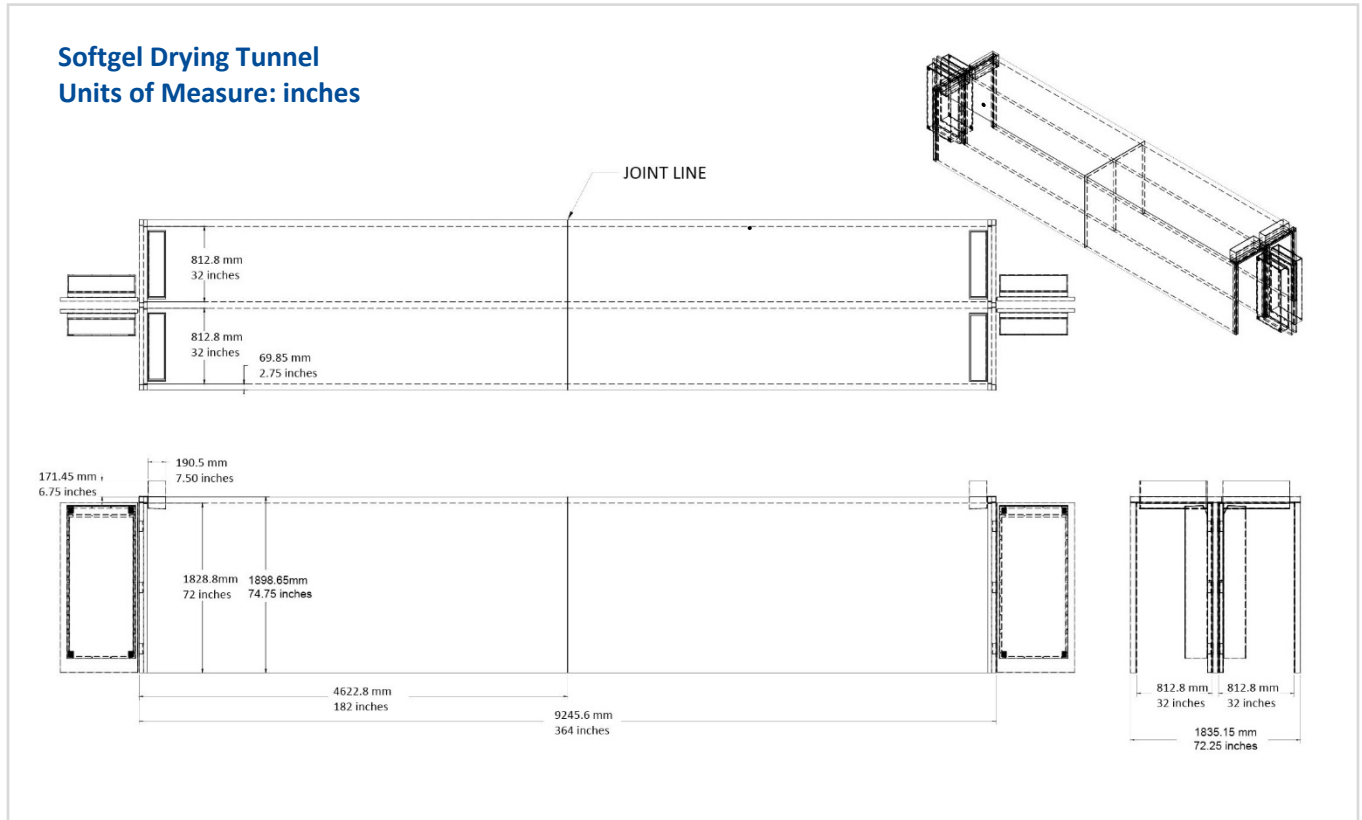 Softgel Drying Tunnel
Units of Measure: inches
JOINT LINE
812.8 mm
32 inches
812.8 mm
32 inches
69.85 mm
2.75 inches
190.5 mm
7.50 inches
171.45 mm
6.75 inches
1828.8mm
72 inches
1898.65mm
74.75 inches
4622.8 mm
182 inches
9245.6 mm
364 inches
812.8 mm
32 inches
812.8 mm
32 inches
1835.15 mm
72.25 inches